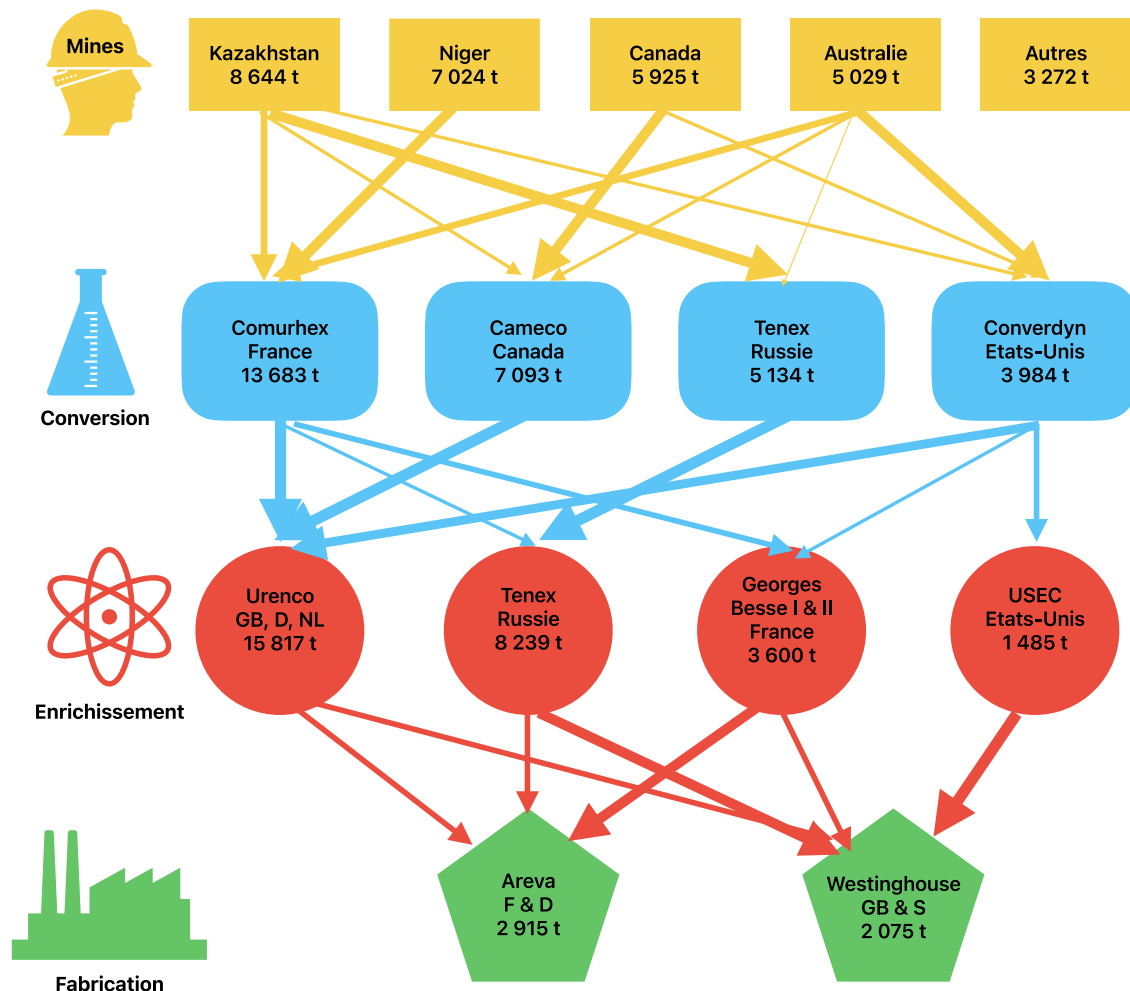 Mines
Kazakhstan
8 644 t
Niger
7 024 t
Canada
5 925 t
Australie
5 029 t
Autres
3 272 t
Conversion
Comurhex
France
13 683 t
Cameco
Canada
7 093 t
Tenex
Russie
5 134 t
Converdyn
Etats-Unis
3 984 t
Enrichissement
Urenco
GB, D, NL
15 817 t
Tenex
Russie
8 239 t
Georges
Besse I & II
France
3 600 t
USEC
Etats-Unis
1 485 t
Fabrication
Areva
F & D
2 915 t
Westinghouse
GB & S
2 075 t